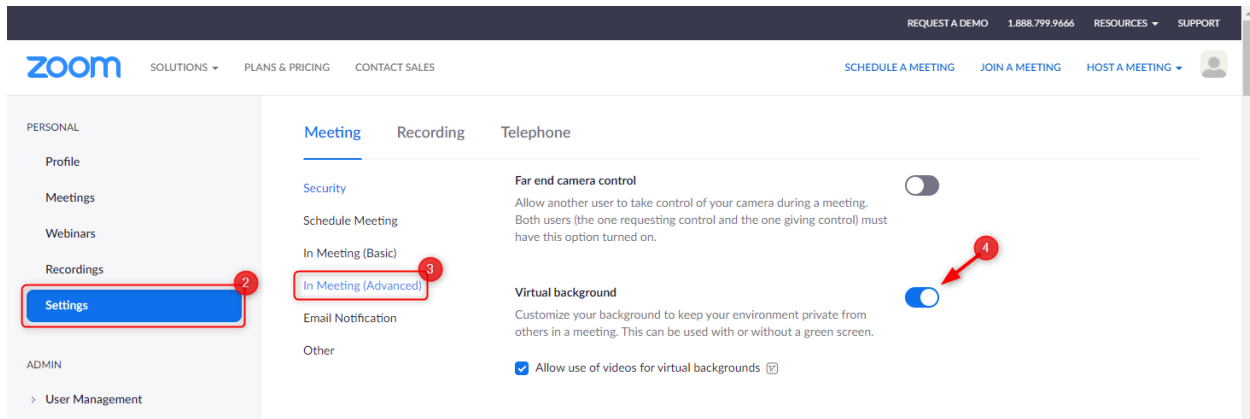 REQUEST A DEMO 1.888.799.9666 RESOURCES SUPPORT
zoom SOLUTIONS PLANS & PRICING CONTACT SALES SCHEDULE A MEETING JOIN A MEETING HOST A MEETING
PERSONAL
Profile
Meetings
Webinars
Recordings
2
Settings
ADMIN
> User Management
Meeting Recording Telephone
Security
Schedule Meeting
In Meeting (Basic)
3
In Meeting (Advanced)
Email Notification
Other
Far end camera control
Allow another user to take control of your camera during a meeting.
Both users (the one requesting control and the one giving control) must
have this option turned on.
4
Virtual background
Customize your background to keep your environment private from
others in a meeting. This can be used with or without a green screen.
Allow use of videos for virtual backgrounds